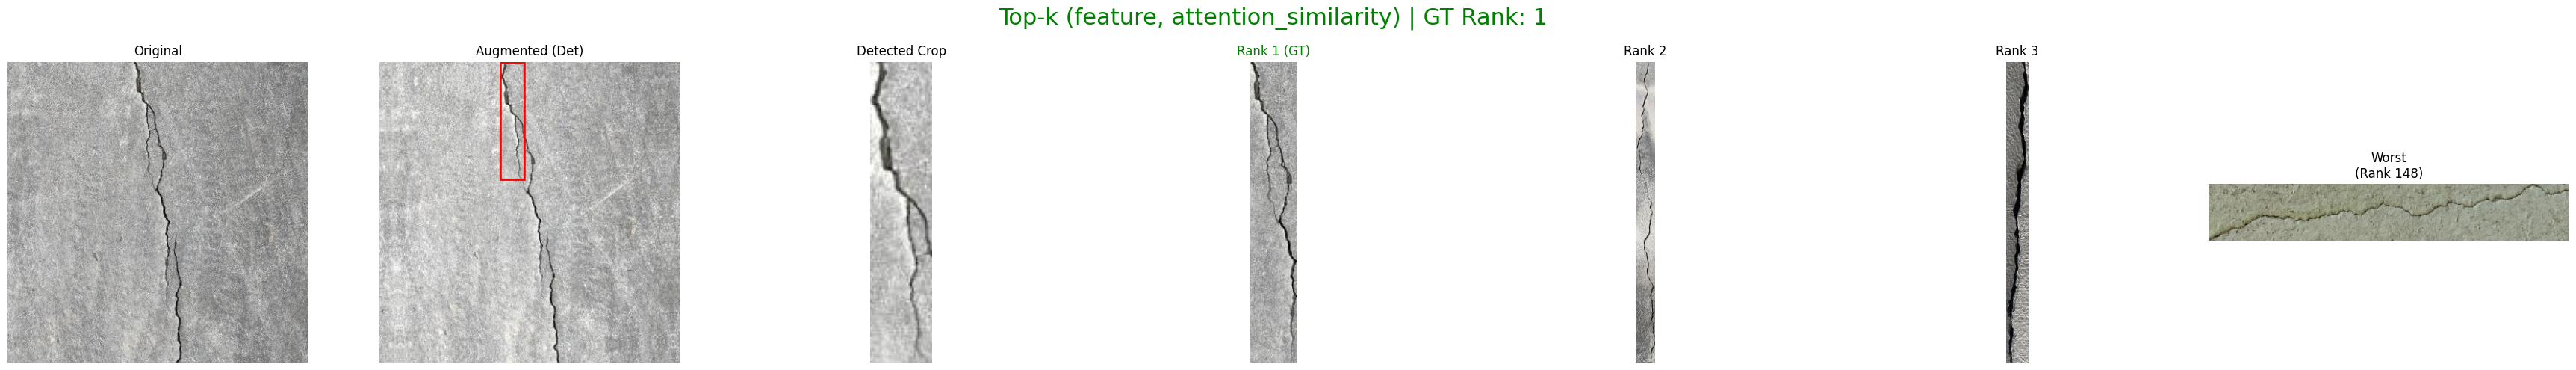 Top-k (feature, attention_similarity) | GT Rank: 1
Original
Augmented (Det)
Detected Crop
Rank 1 (GT)
Rank 2
Rank 3
Worst
(Rank 148)